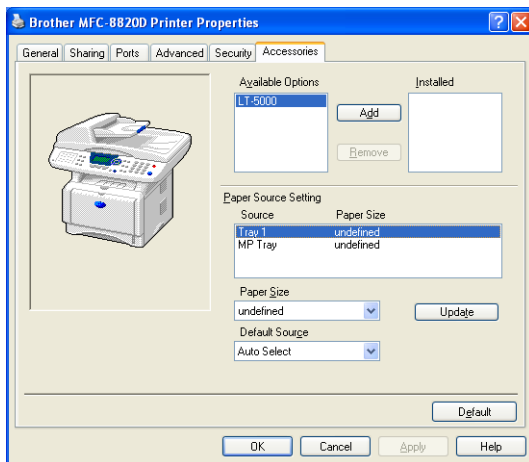 Brother MFC-8820D Printer Properties
General Sharing Ports Advanced Security Accessories
Available Options Installed
LT-5000
Add
Remove
Paper Source Setting
Source Paper Size
Tray 1 undefined
MP Tray undefined
Paper Size
undefined Update
Default Source
Auto Select
Default
OK Cancel Apply Help